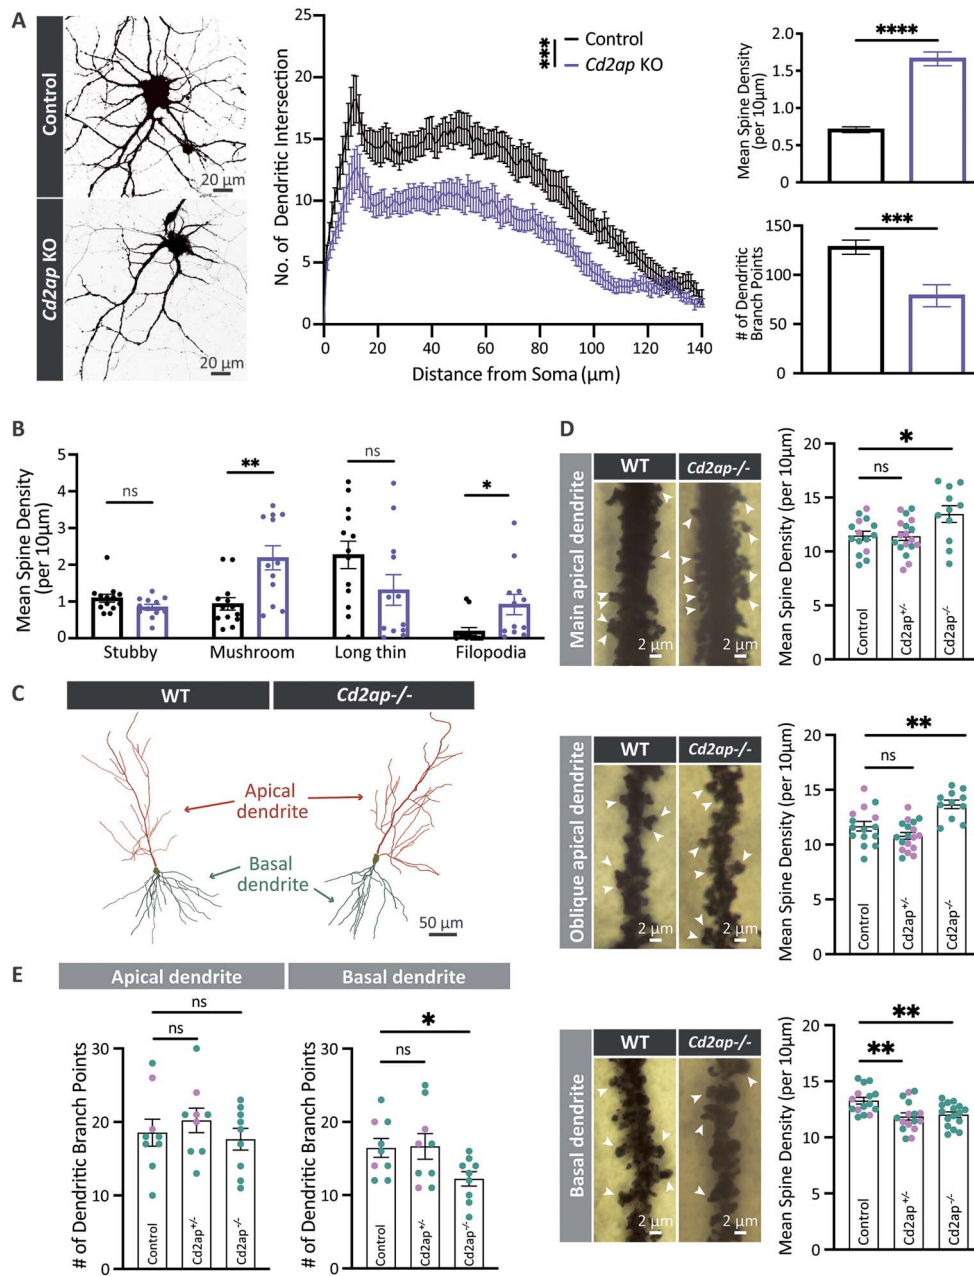 A
Control
20 μm
Cd2ap KO
20 μm
No. of Dendritic Intersection
25
20
15
10
5
0
0
20
40
60
80
100
120
140
Distance from Soma (μm)
***
Control
Cd2ap KO
Mean Spine Density
(per 10μm)
2.0
1.5
1.0
0.5
0
****
# of Dendritic
Branch Points
150
100
50
0
***
B
Mean Spine Density
(per 10μm)
5
4
3
2
1
0
ns
**
ns
*
Stubby
Mushroom
Long thin
Filopodia
C
WT
Cd2ap-/-
Apical
dendrite
Basal
dendrite
50 μm
D
Main apical dendrite
WT
Cd2ap-/-
2 μm
2 μm
Mean Spine Density (per 10μm)
20
15
10
5
0
*
ns
Control
Cd2ap+/-
Cd2ap-/-
Oblique apical dendrite
WT
Cd2ap-/-
2 μm
2 μm
Mean Spine Density (per 10μm)
20
15
10
5
0
**
ns
Control
Cd2ap+/-
Cd2ap-/-
Basal dendrite
WT
Cd2ap-/-
2 μm
2 μm
Mean Spine Density (per 10μm)
20
15
10
5
0
**
**
Control
Cd2ap+/-
Cd2ap-/-
E
Apical dendrite
# of Dendritic Branch Points
30
20
10
0
ns
ns
Control
Cd2ap+/-
Cd2ap-/-
Basal dendrite
# of Dendritic Branch Points
30
20
10
0
*
ns
Control
Cd2ap+/-
Cd2ap-/-